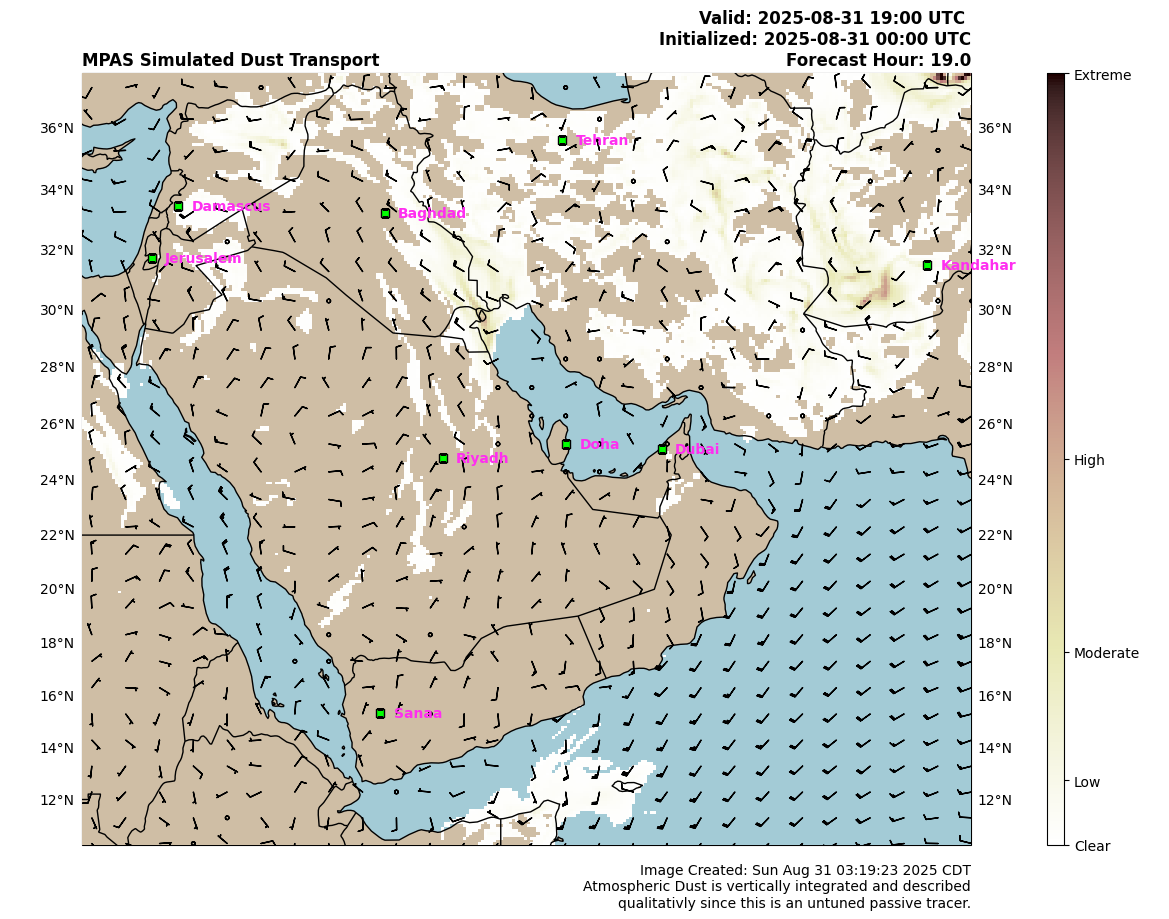 Valid: 2025-08-31 19:00 UTC
Initialized: 2025-08-31 00:00 UTC
MPAS Simulated Dust Transport Forecast Hour: 19.0
Extreme
36°N 36°N
Tehran
34°N 34°N
Damascus
Baghdad
32°N 32°N
Jerusalem
Kandahar
30°N 30°N
28°N 28°N
26°N 26°N
Doha
Dubai
Riyadh
High
24°N 24°N
22°N 22°N
20°N 20°N
18°N 18°N
Moderate
16°N 16°N
Sanaa
14°N 14°N
Low
12°N 12°N
Clear
Image Created: Sun Aug 31 03:19:23 2025 CDT
Atmospheric Dust is vertically integrated and described
qualitativly since this is an untuned passive tracer.